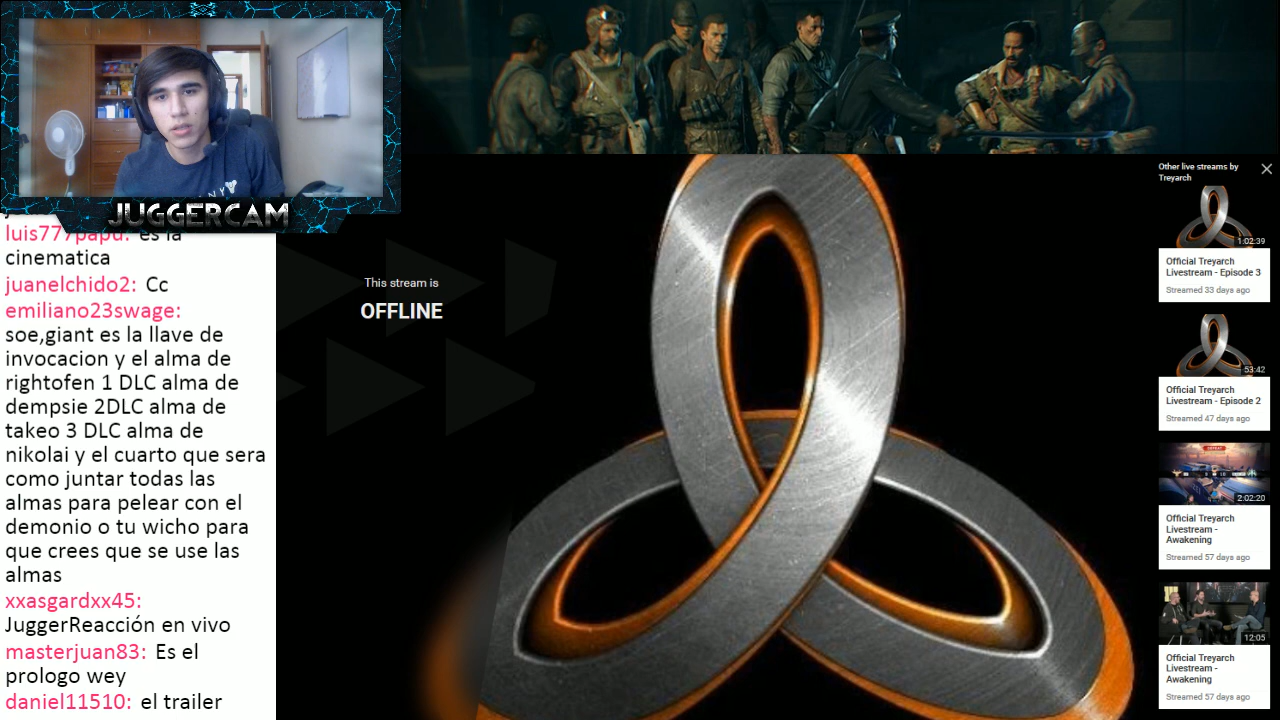 NY
JUGGERCAM
luis777papu: es la
cinematica
juanelchido2: Cc
emiliano23swage:
soe,giant es la llave de
invocacion y el alma de
rightofen 1 DLC alma de
dempsie 2DLC alma de
takeo 3 DLC alma de
nikolai y el cuarto que sera
como juntar todas las
almas para pelear con el
demonio o tu wicho para
que crees que se use las
almas
xxasgardxx45:
JuggerReacción en vivo
masterjuan83: Es el
prologo wey
daniel11510: el trailer
This stream is
OFFLINE
Other live streams by
Treyarch
1:02:39
Official Treyarch
Livestream - Episode 3
Streamed 33 days ago
53:42
Official Treyarch
Livestream - Episode 2
Streamed 47 days ago
2:02:20
Official Treyarch
Livestream -
Awakening
Streamed 57 days ago
12:05
Official Treyarch
Livestream -
Awakening
Streamed 57 days ago